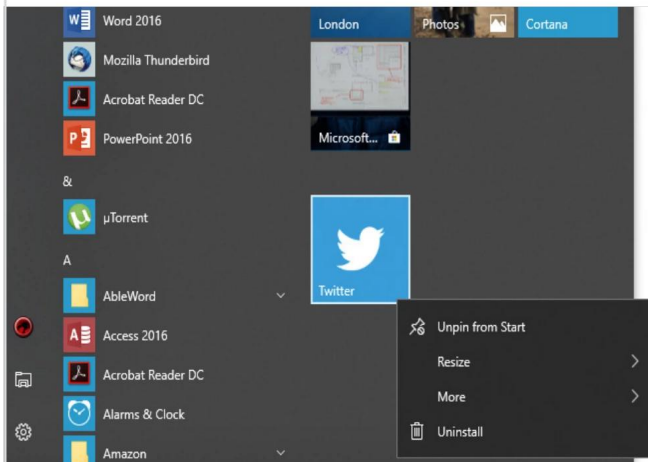 Word 2016
Mozilla Thunderbird
Acrobat Reader DC
PowerPoint 2016
&
µTorrent
A
AbleWord
Access 2016
Acrobat Reader DC
Alarms & Clock
Amazon
London
Photos
Cortana
Microsoft...
Twitter
Unpin from Start
Resize
More
Uninstall